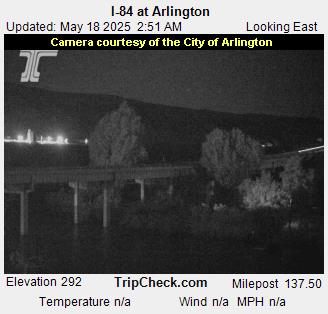 I-84 at Arlington
Updated: May 18 2025 2:51 AM Looking East
Camera courtesy of the City of Arlington
Elevation 292 TripCheck.com Milepost 137.50
Temperature n/a Wind n/a MPH n/a